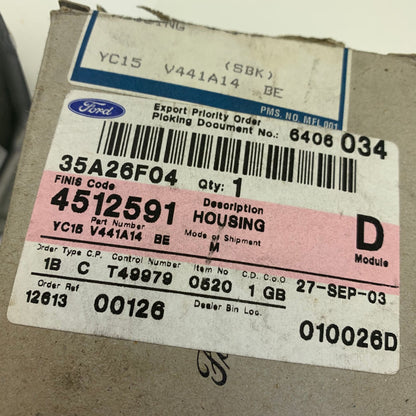 (SBK)
YC15 V441A14 BE
PMS. NO. MFL001
Ford
Export Priority Order
Picking Document No.: 6406 034
35A26F04 Qty: 1
FINIS Code Description
4512591 HOUSING D
Part Number Mode of Shipment Module
YC15 V441A14 BE M
Order Type C.P. Control Number Item No C.D. C.o.O 27-SEP-03
1B C T49979 0520 1 GB
Order Ref Dealer Bin Loc.
12613 00126 010026D